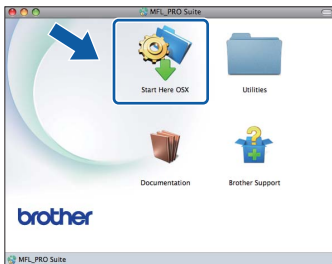 MFL_PRO Suite
Start Here OSX
Utilities
Documentation
Brother Support
brother
MFL_PRO Suite